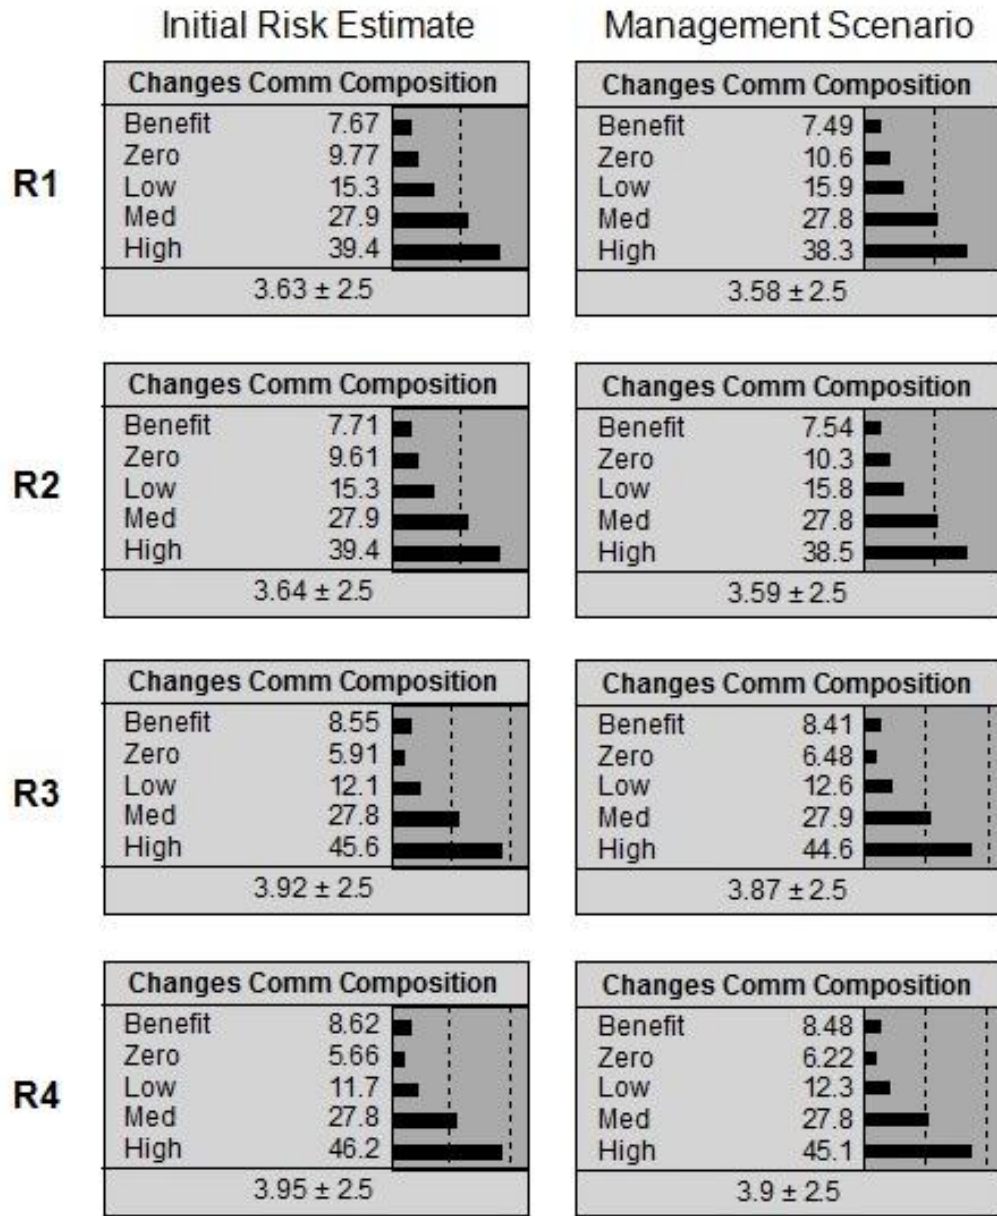 Initial Risk Estimate Management Scenario
R1
Changes Comm Composition
Benefit 7.67
Zero 9.77
Low 15.3
Med 27.9
High 39.4
3.63 ± 2.5
Changes Comm Composition
Benefit 7.49
Zero 10.6
Low 15.9
Med 27.8
High 38.3
3.58 ± 2.5
R2
Changes Comm Composition
Benefit 7.71
Zero 9.61
Low 15.3
Med 27.9
High 39.4
3.64 ± 2.5
Changes Comm Composition
Benefit 7.54
Zero 10.3
Low 15.8
Med 27.8
High 38.5
3.59 ± 2.5
R3
Changes Comm Composition
Benefit 8.55
Zero 5.91
Low 12.1
Med 27.8
High 45.6
3.92 ± 2.5
Changes Comm Composition
Benefit 8.41
Zero 6.48
Low 12.6
Med 27.9
High 44.6
3.87 ± 2.5
R4
Changes Comm Composition
Benefit 8.62
Zero 5.66
Low 11.7
Med 27.8
High 46.2
3.95 ± 2.5
Changes Comm Composition
Benefit 8.48
Zero 6.22
Low 12.3
Med 27.8
High 45.1
3.9 ± 2.5